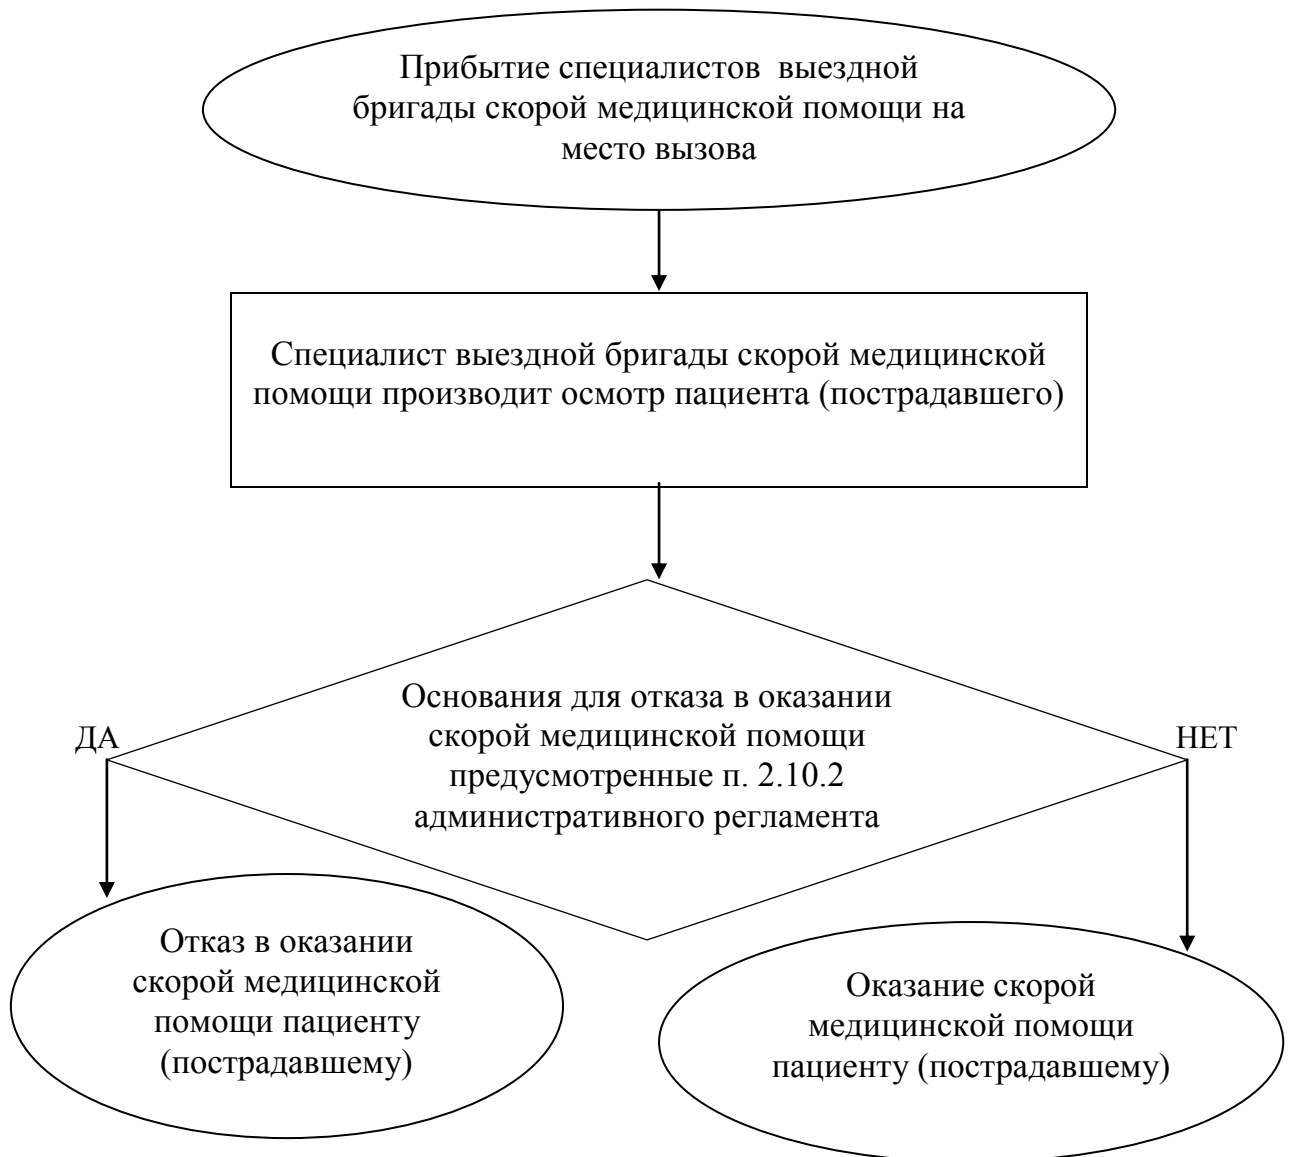 Прибытие специалистов выездной
бригады скорой медицинской помощи на
место вызова
Специалист выездной бригады скорой медицинской
помощи производит осмотр пациента (пострадавшего)
Основания для отказа в оказании
скорой медицинской помощи
предусмотренные п. 2.10.2
административного регламента
ДА
НЕТ
Отказ в оказании
скорой медицинской
помощи пациенту
(пострадавшему)
Оказание скорой
медицинской помощи
пациенту (пострадавшему)